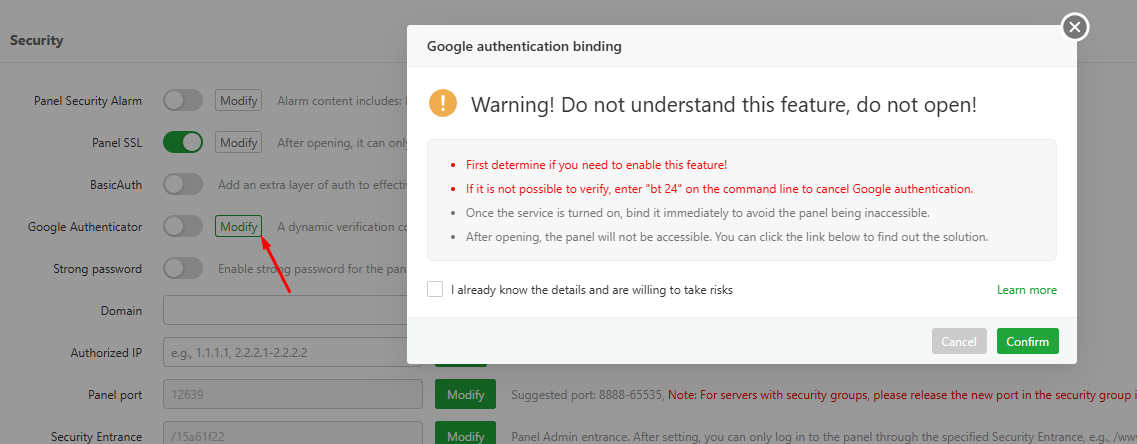 Security
Google authentication binding
Warning! Do not understand this feature, do not open!
First determine if you need to enable this feature!
If it is not possible to verify, enter "bt 24" on the command line to cancel Google authentication.
Once the service is turned on, bind it immediately to avoid the panel being inaccessible.
After opening, the panel will not be accessible. You can click the link below to find out the solution.
I already know the details and are willing to take risks Learn more
Cancel Confirm
Panel Security Alarm Modify Alarm content includes:
Panel SSL Modify After opening, it can only
BasicAuth Add an extra layer of auth to effectiv
Google Authenticator Modify A dynamic verification co
Strong password Enable strong password for the pan
Domain
Authorized IP e.g., 1.1.1.1, 2.2.2.1-2.2.2.2
Panel port 12639 Modify Suggested port: 8888-65535, Note: For servers with security groups, please release the new port in the security group i
Security Entrance /15a61f22 Modify Panel Admin entrance. After setting, you can only log in to the panel through the specified Security Entrance, e.g., /www